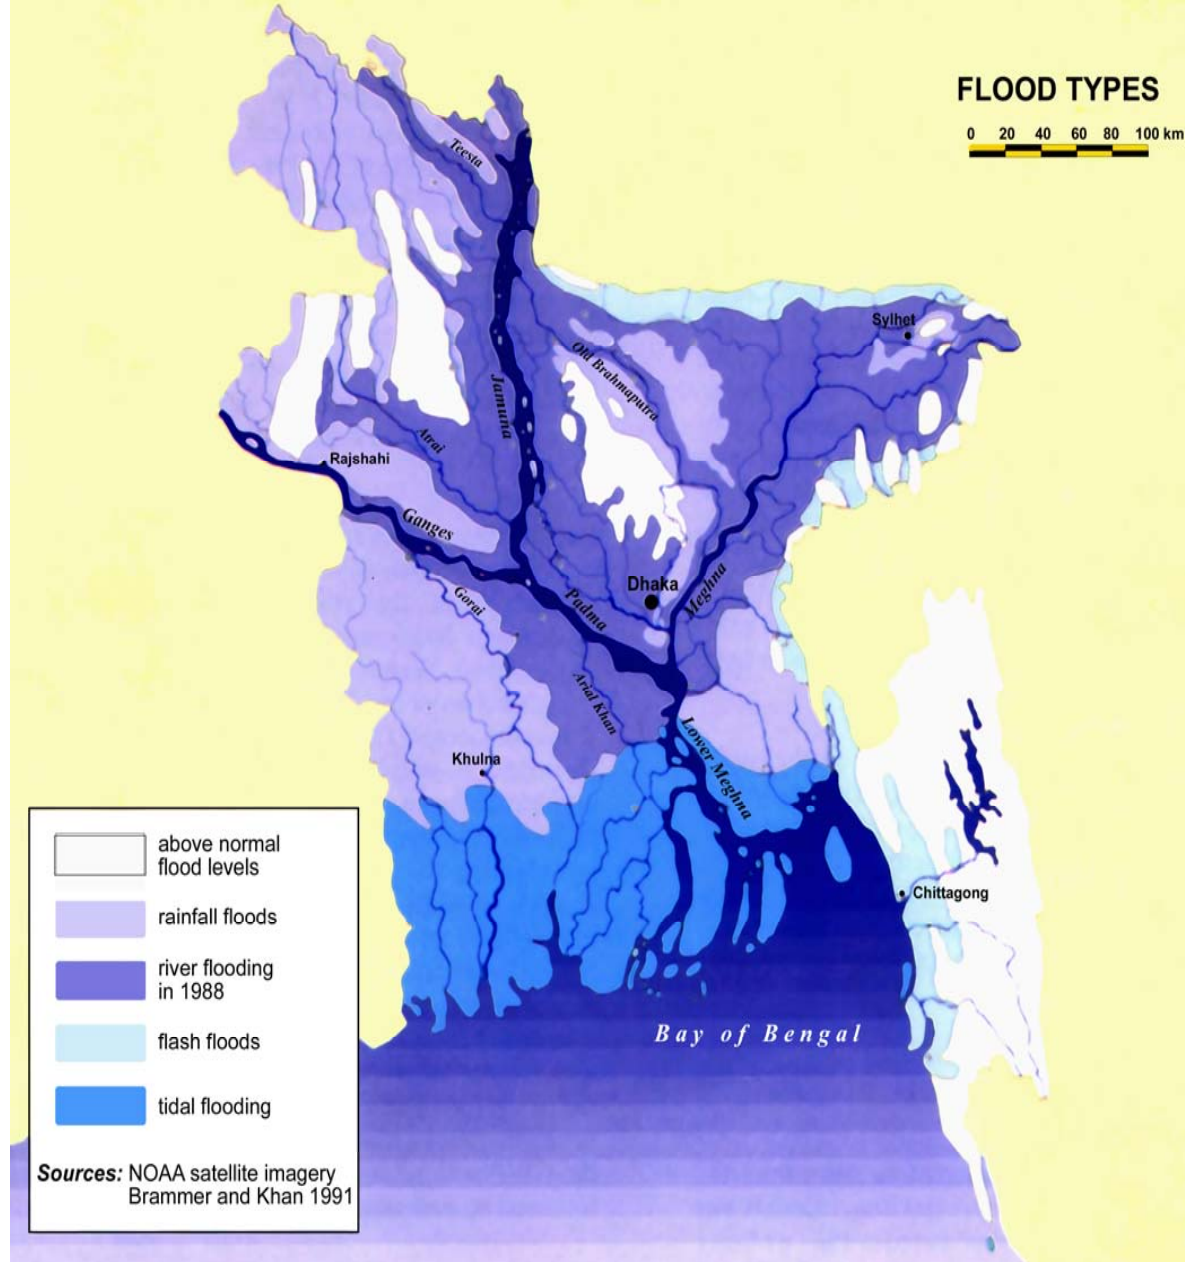 FLOOD TYPES
0 20 40 60 80 100 km
Teesta
Sylhet
Old Brahmaputra
Jamuna
Atrai
Rajshahi
Ganges
Dhaka
Meghna
Padma
Gorai
Arial Khan
Lower Meghna
Khulna
Chittagong
Bay of Bengal
above normal
flood levels
rainfall floods
river flooding
in 1988
flash floods
tidal flooding
Sources: NOAA satellite imagery
Brammer and Khan 1991